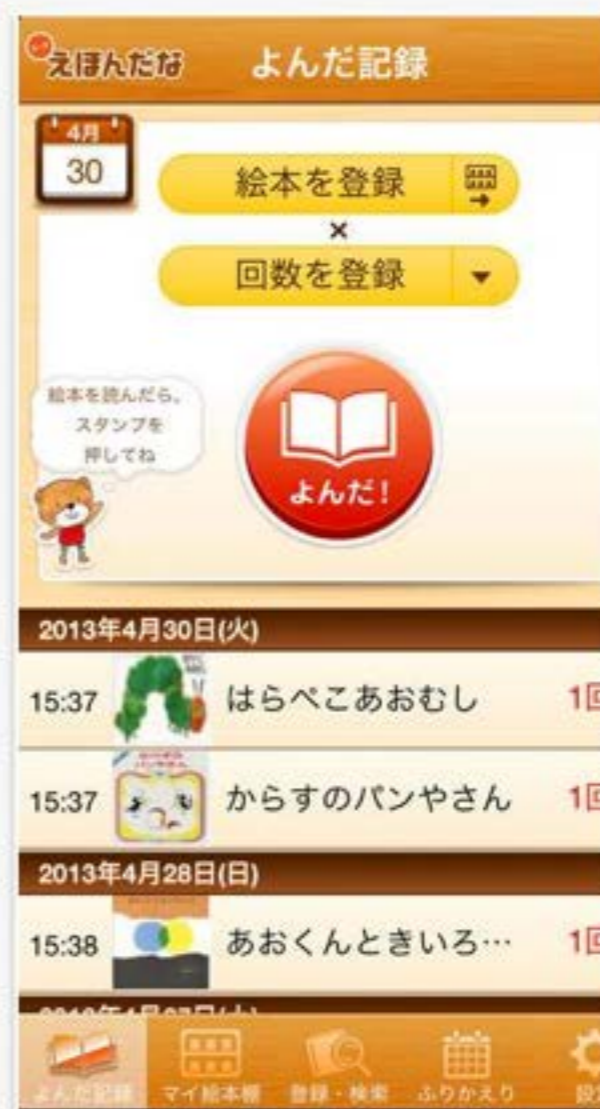 えほんだな
よんだ記録
4月
30
絵本を登録
×
回数を登録
絵本を読んだら、
スタンプを
押してね
よんだ!
2013年4月30日(火)
15:37 はらぺこあおむし 1回
15:37 からすのパンやさん 1回
2013年4月28日(日)
15:38 あおくんときいろ… 1回
よんだ記録 マイ絵本棚 登録・検索 ふりかえり